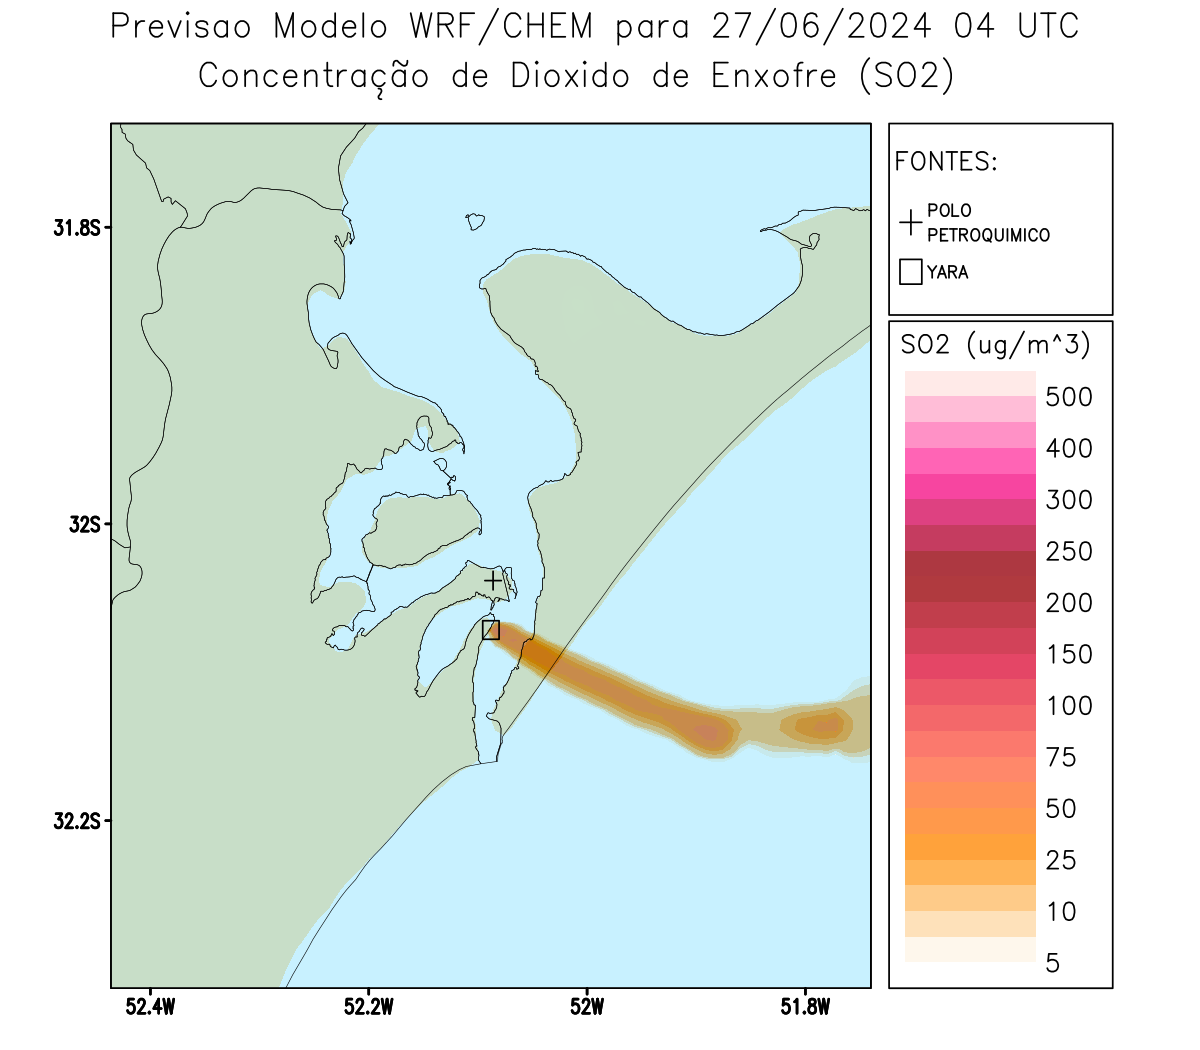 Previsao Modelo WRF/CHEM para 27/06/2024 04 UTC
Concentração de Dioxido de Enxofre (SO2)
FONTES:
POLO
PETROQUIMICO
YARA
SO2 (ug/m^3)
500
400
300
250
200
150
100
75
50
25
10
5
31.8S
32S
32.2S
52.4W
52.2W
52W
51.8W